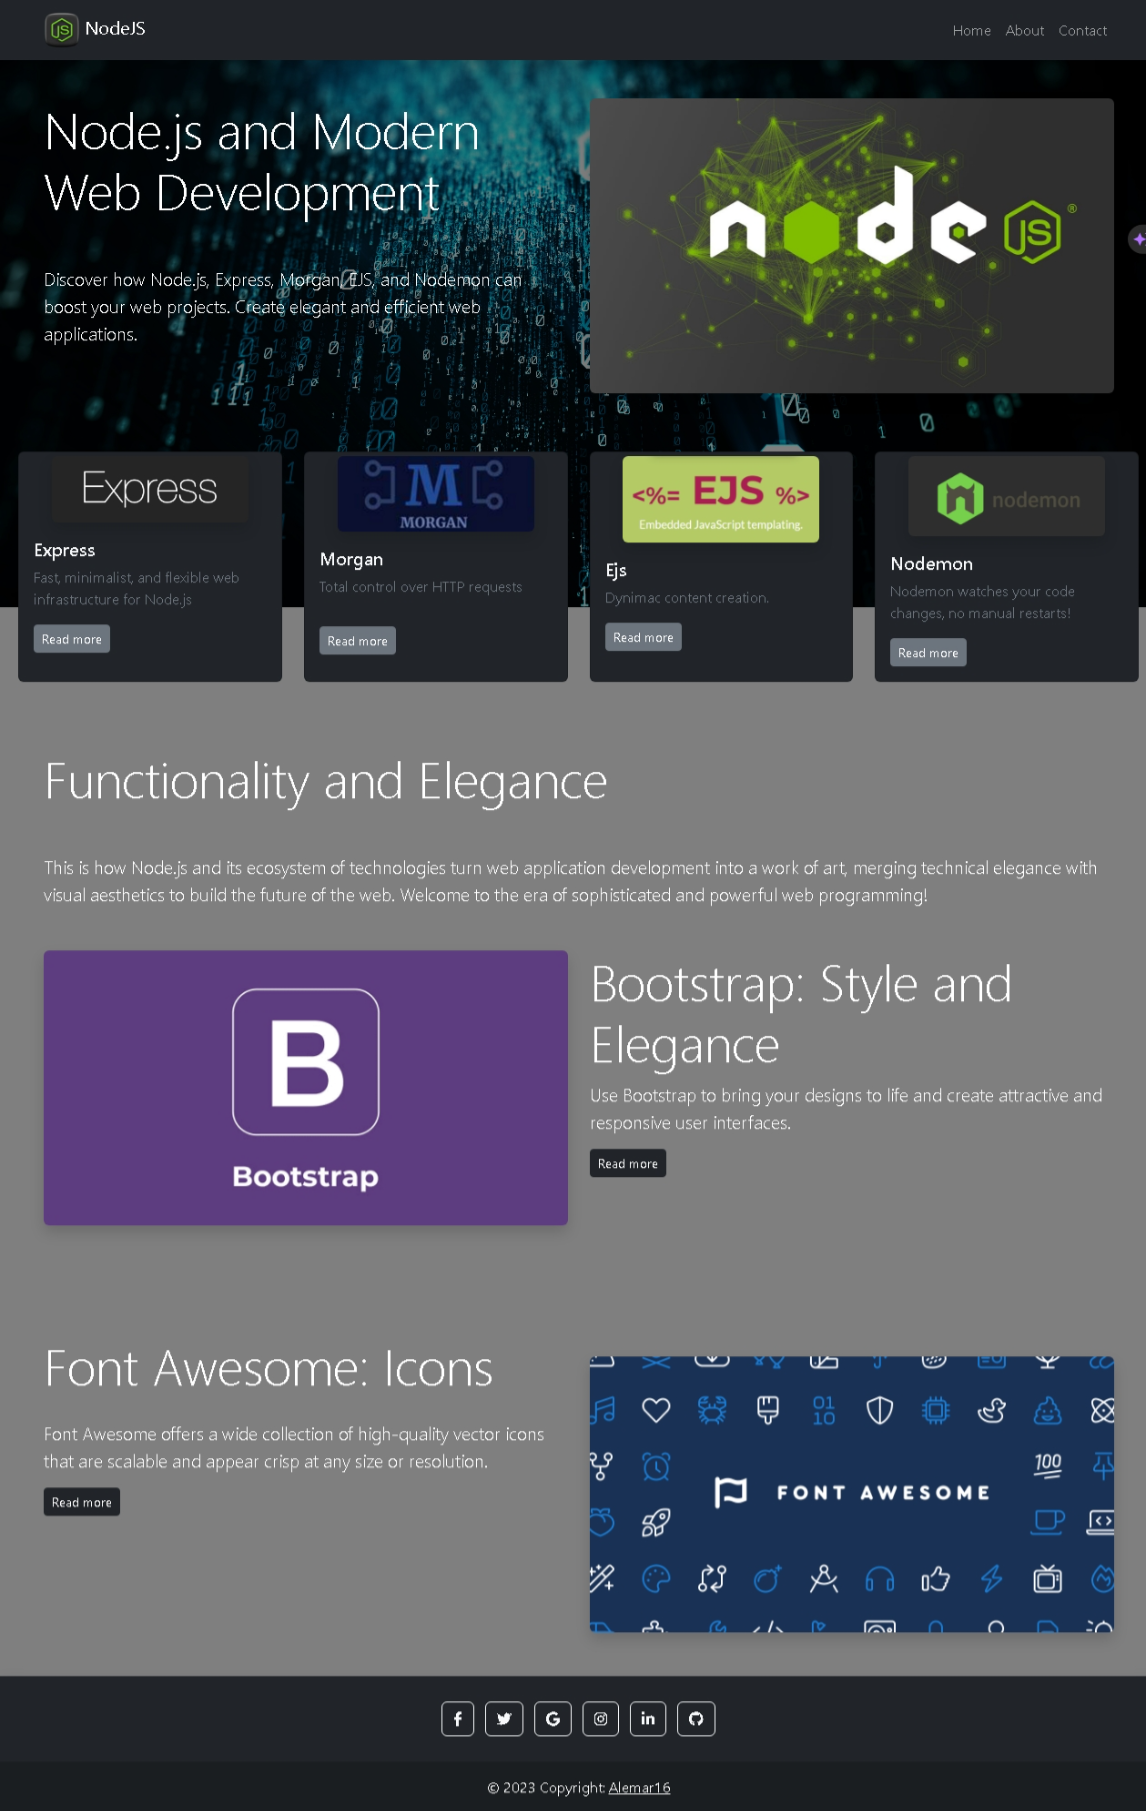 NodeJS
Home About Contact
Node.js and Modern
Web Development
Discover how Node.js, Express, Morgan, EJS, and Nodemon can
boost your web projects. Create elegant and efficient web
applications.
node JS ®
Express
Express
Fast, minimalist, and flexible web
infrastructure for Node.js
Read more
M
MORGAN
Morgan
Total control over HTTP requests
Read more
<%= EJS %>
Embedded JavaScript templating.
Ejs
Dynimac content creation.
Read more
nodemon
Nodemon
Nodemon watches your code
changes, no manual restarts!
Read more
Functionality and Elegance
This is how Node.js and its ecosystem of technologies turn web application development into a work of art, merging technical elegance with
visual aesthetics to build the future of the web. Welcome to the era of sophisticated and powerful web programming!
B
Bootstrap
Bootstrap: Style and
Elegance
Use Bootstrap to bring your designs to life and create attractive and
responsive user interfaces.
Read more
Font Awesome: Icons
Font Awesome offers a wide collection of high-quality vector icons
that are scalable and appear crisp at any size or resolution.
Read more
01
10
100
FONT AWESOME
© 2023 Copyright: Alemar16